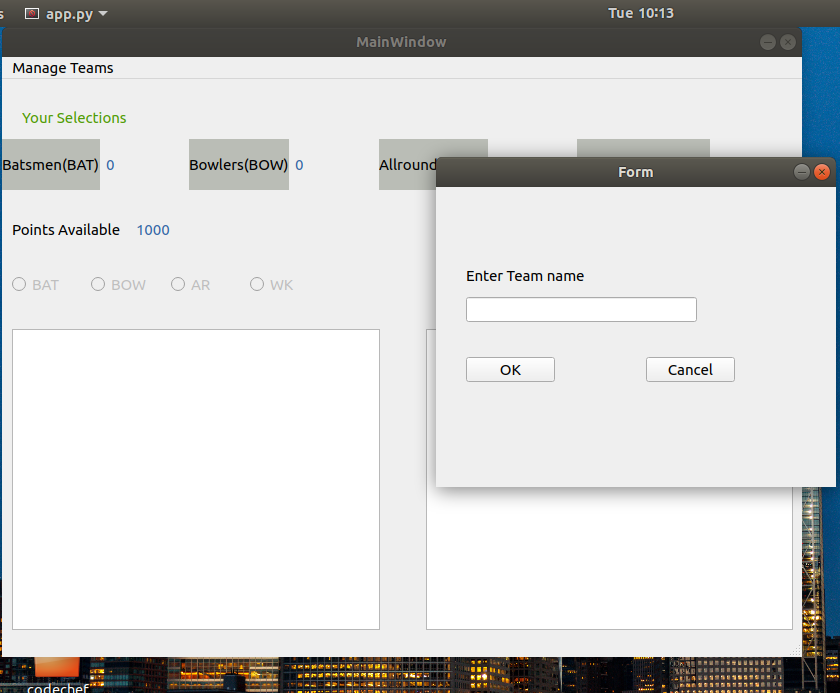 s app.py Tue 10:13
MainWindow
Manage Teams
Your Selections
Batsmen(BAT) 0 Bowlers(BOW) 0 Allround
Form
Points Available 1000
Enter Team name
BAT BOW AR WK
OK Cancel
codechef